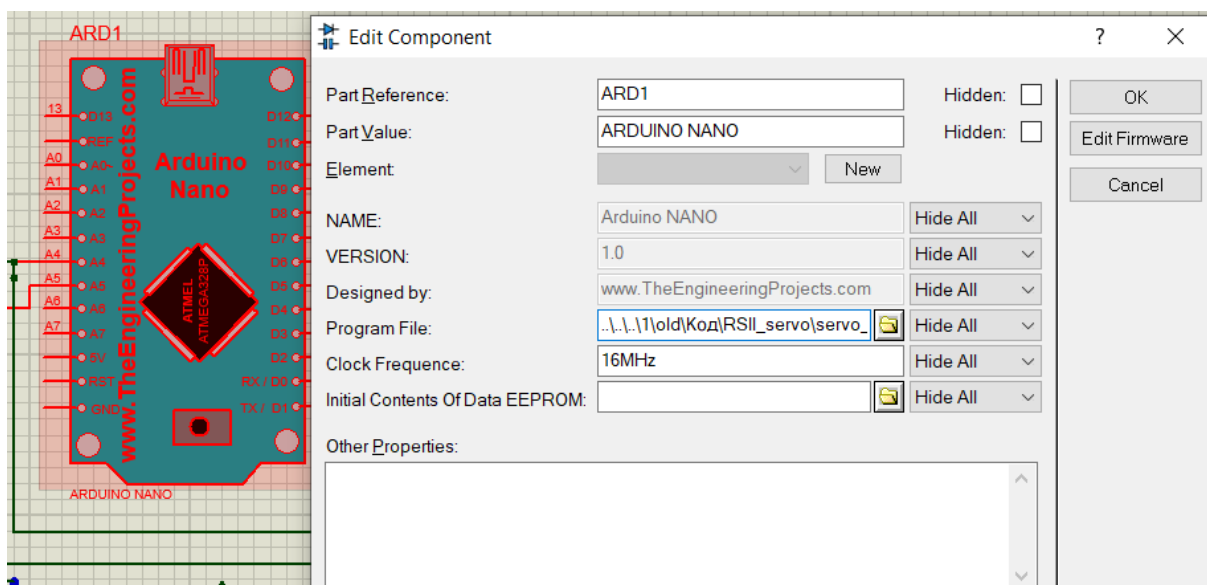 ARD1
13
A0
A1
A2
A3
A4
A5
A6
A7
D13
REF
A0
A1
A2
A3
A4
A5
A6
A7
5V
RST
GND
www.TheEngineeringProjects.com
Arduino
Nano
ATMEL
ATMEGA328P
D12
D11
D10
D9
D8
D7
D6
D5
D4
D3
D2
RX / D0
TX / D1
ARDUINO NANO
Edit Component
?
Part Reference:
ARD1
Hidden:
OK
Part Value:
ARDUINO NANO
Hidden:
Edit Firmware
Element:
New
Cancel
NAME:
Arduino NANO
Hide All
VERSION:
1.0
Hide All
Designed by:
www.TheEngineeringProjects.com
Hide All
Program File:
..\..\..\1\old\Код\RSII_servo\servo_
Hide All
Clock Frequence:
16MHz
Hide All
Initial Contents Of Data EEPROM:
Hide All
Other Properties: